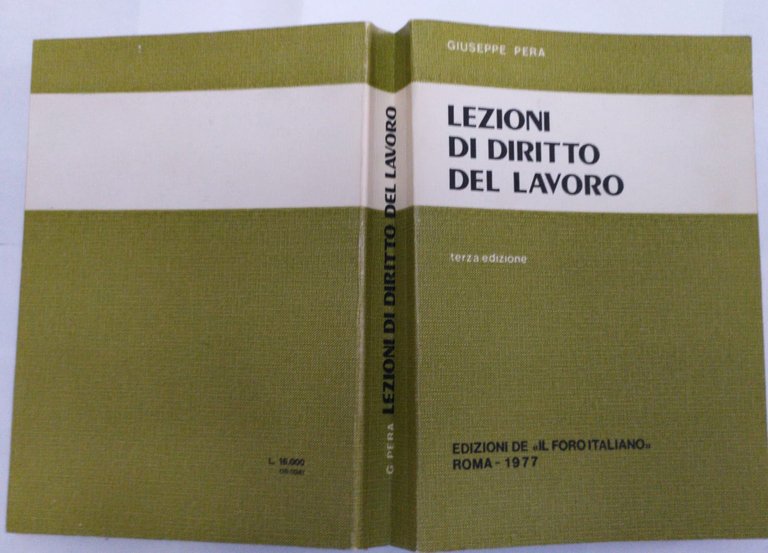 GIUSEPPE PERA
LEZIONI
DI DIRITTO
DEL LAVORO
terza edizione
EDIZIONI DE «IL FORO ITALIANO»
ROMA - 1977
G PERA LEZIONI DI DIRITTO DEL LAVORO
L. 16.000